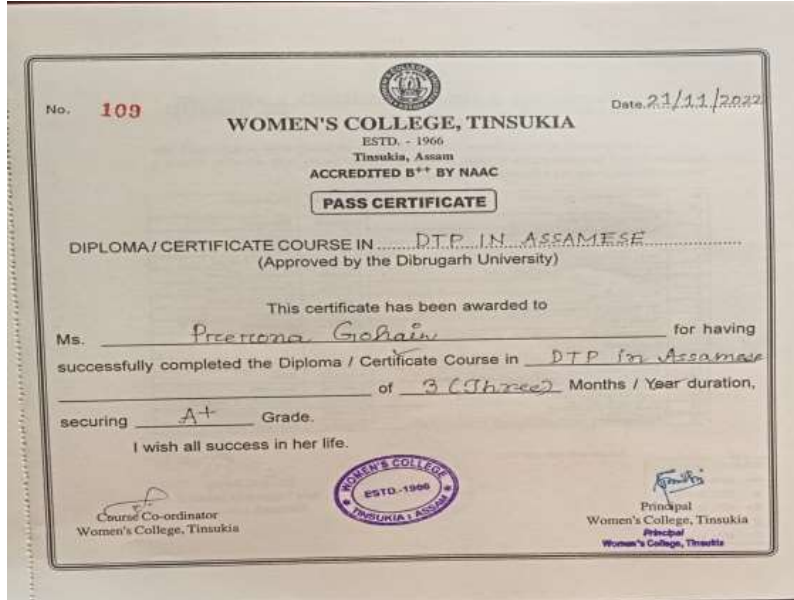 No. 109
Date.21/11/2022
WOMEN'S COLLEGE, TINSUKIA
ESTD. - 1966
Tinsukia, Assam
ACCREDITED B++ BY NAAC
PASS CERTIFICATE
DIPLOMA/ CERTIFICATE COURSE IN ...... DTP IN ASSAMESE ......
(Approved by the Dibrugarh University)
This certificate has been awarded to
Ms. Prerona Gohain for having
successfully completed the Diploma / Certificate Course in DTP in Assamese
of 3 (Three) Months / Year duration,
securing A+ Grade.
I wish all success in her life.
WOMEN'S COLLEGE
ESTD.-1966
TINSUKIA : ASSAM
Course Co-ordinator
Women's College, Tinsukia
Principal
Women's College, Tinsukia
Principal
Women's College, Tinsukia